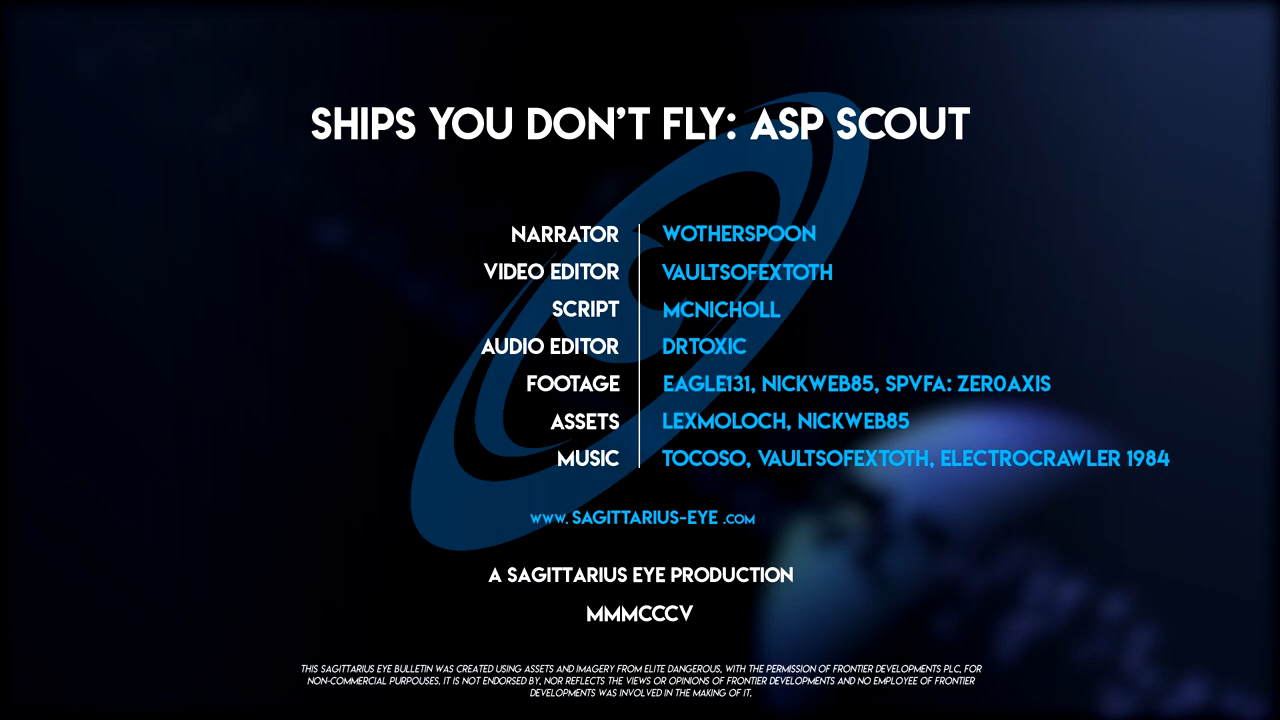 SHIPS YOU DON'T FLY: ASP SCOUT
NARRATOR WOTHERSPOON
VIDEO EDITOR VAULTSOFEXTOTH
SCRIPT MCNICHOLL
AUDIO EDITOR DRTOXIC
FOOTAGE EAGLE131, NICKWEB85, SPVFA: ZER0AXIS
ASSETS LEXMOLOCH, NICKWEB85
MUSIC TOCOSO, VAULTSOFEXTOTH, ELECTROCRAWLER 1984
WWW. SAGITTARIUS-EYE .COM
A SAGITTARIUS EYE PRODUCTION
MMMCCCV
THIS SAGITTARIUS EYE BULLETIN WAS CREATED USING ASSETS AND IMAGERY FROM ELITE DANGEROUS, WITH THE PERMISSION OF FRONTIER DEVELOPMENTS PLC, FOR
NON-COMMERCIAL PURPOUSES. IT IS NOT ENDORSED BY, NOR REFLECTS THE VIEWS OR OPINIONS OF FRONTIER DEVELOPMENTS AND NO EMPLOYEE OF FRONTIER
DEVELOPMENTS WAS INVOLVED IN THE MAKING OF IT.